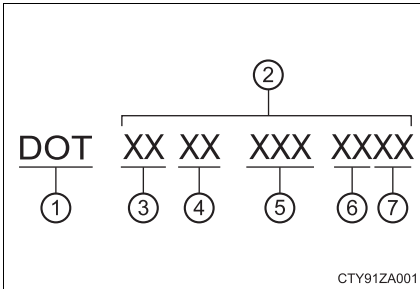 ②
DOT XX XX XXX XXXX
① ③ ④ ⑤ ⑥ ⑦
CTY91ZA001